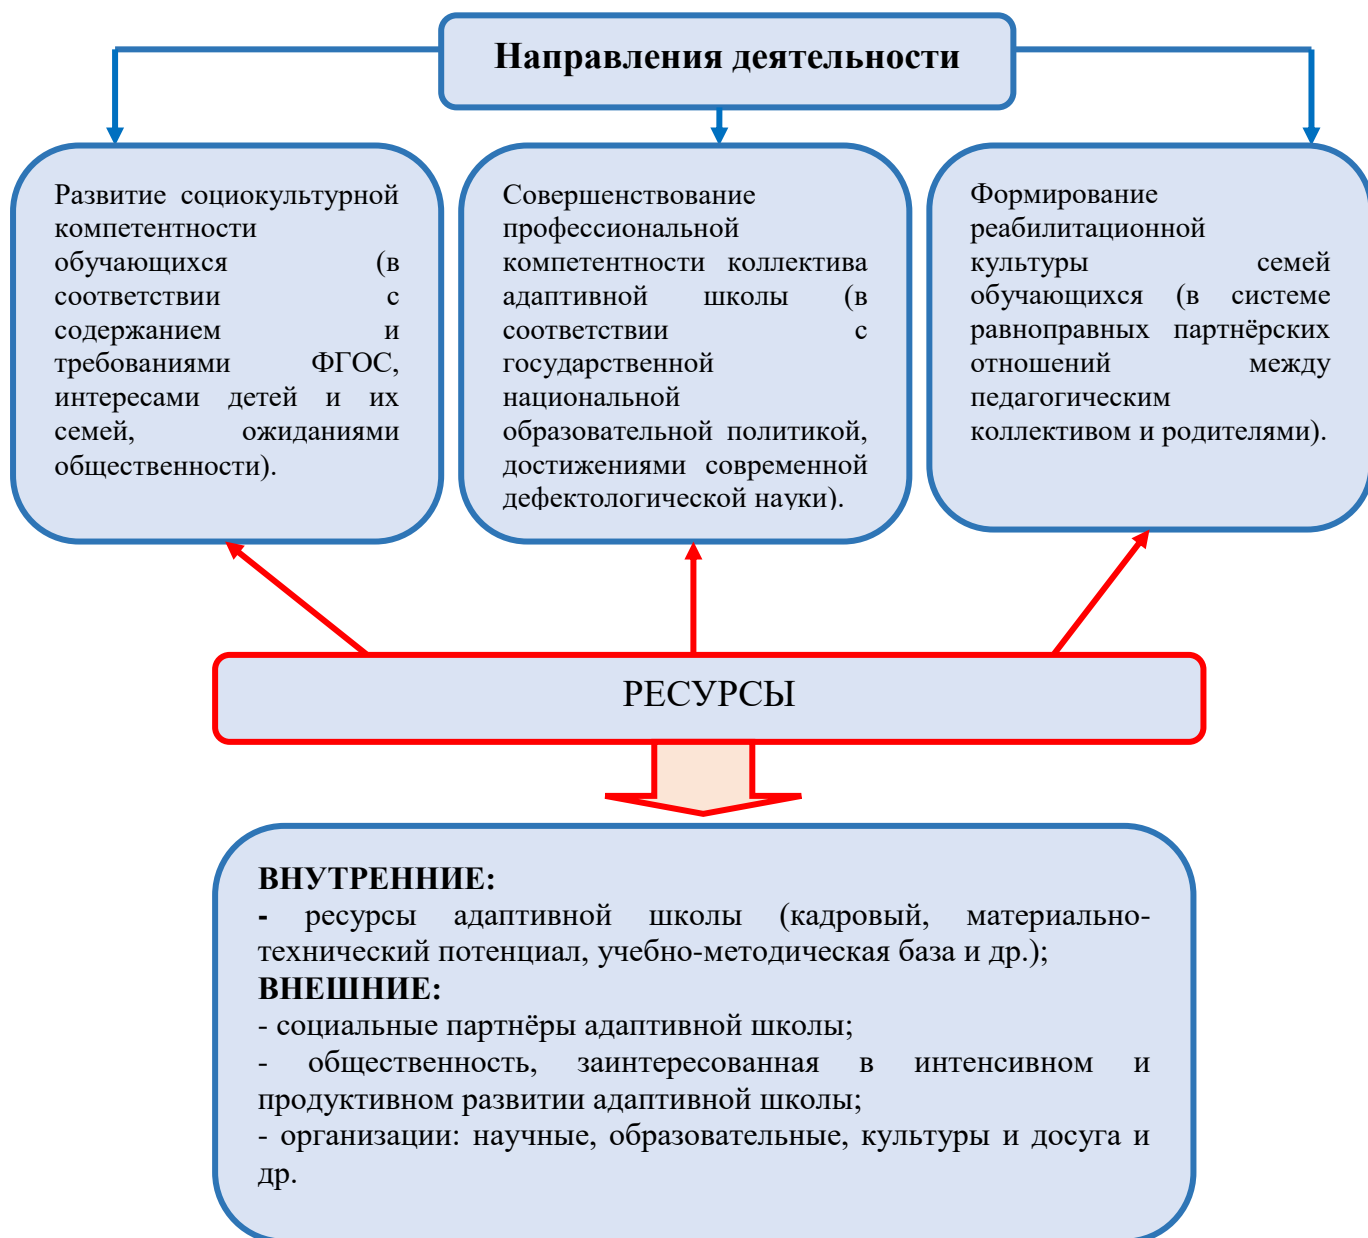 Направления деятельности
Развитие социокультурной
компетентности
обучающихся (в
соответствии с
содержанием и
требованиями ФГОС,
интересами детей и их
семей, ожиданиями
общественности).
Совершенствование
профессиональной
компетентности коллектива
адаптивной школы (в
соответствии с
государственной
национальной
образовательной политикой,
достижениями современной
дефектологической науки).
Формирование
реабилитационной
культуры семей
обучающихся (в системе
равноправных партнёрских
отношений между
педагогическим
коллективом и родителями).
РЕСУРСЫ
ВНУТРЕННИЕ:
- ресурсы адаптивной школы (кадровый, материально-
технический потенциал, учебно-методическая база и др.);
ВНЕШНИЕ:
- социальные партнёры адаптивной школы;
- общественность, заинтересованная в интенсивном и
продуктивном развитии адаптивной школы;
- организации: научные, образовательные, культуры и досуга и
др.